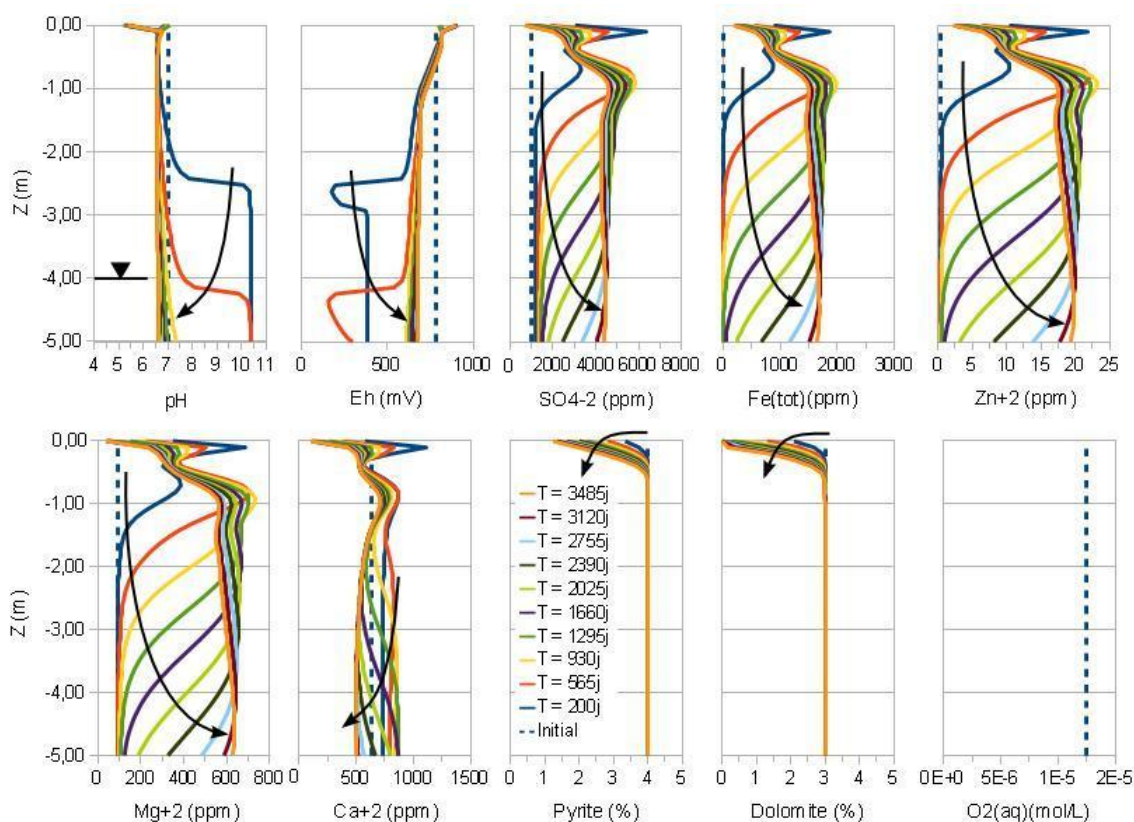 0,00
-1,00
-2,00
-3,00
-4,00
-5,00
Z (m)
4 5 6 7 8 9 10 11
pH
0 500 1000
Eh (mV)
0 2000 4000 6000 8000
SO4-2 (ppm)
0 1000 2000 3000
Fe(tot)(ppm)
0 5 10 15 20 25
Zn+2 (ppm)
0,00
-1,00
-2,00
-3,00
-4,00
-5,00
Z (m)
0 200 400 600 800
Mg+2 (ppm)
0 500 1000 1500
Ca+2 (ppm)
T = 3485j
T = 3120j
T = 2755j
T = 2390j
T = 2025j
T = 1660j
T = 1295j
T = 930j
T = 565j
T = 200j
Initial
0 1 2 3 4 5
Pyrite (%)
0 1 2 3 4 5
Dolomite (%)
0E+0 5E-6 1E-5 2E-5
O2(aq)(mol/L)